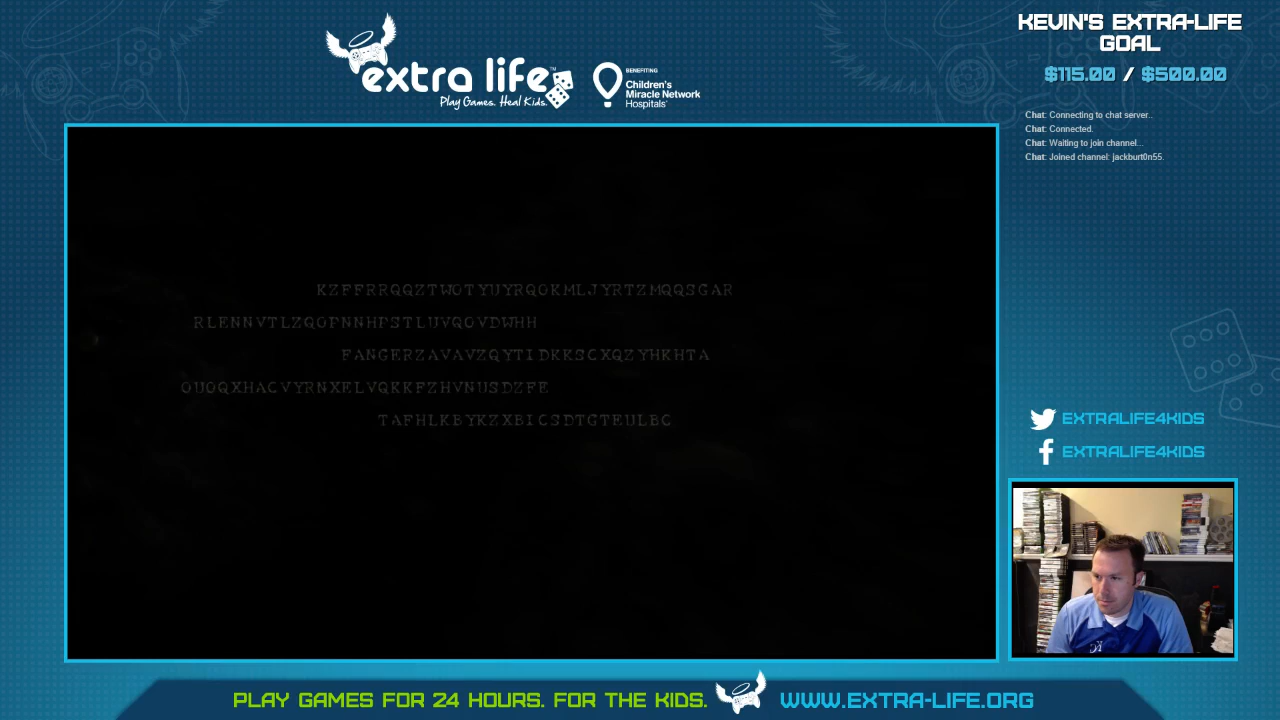 extra life™
Play Games. Heal Kids.
BENEFITING
Children's
Miracle Network
Hospitals
KEVIN'S EXTRA-LIFE
GOAL
$115.00 / $500.00
Chat: Connecting to chat server..
Chat: Connected.
Chat: Waiting to join channel...
Chat: Joined channel: jackburt0n55.
KZFFRRQQZTWOTYUYRQOKMLJYRTZMQQSGAR
RLENNVTLZQOPNNHPSTLUVQOVDWHH
FANGERZAVAVZQYTIDKKSCXQZYHKHTA
OUOQXHACVYRNXELVQKKFZHVNUSDZFE
TAFHLKBYKZXBICSDTGTEULBC
EXTRALIFE4KIDS
EXTRALIFE4KIDS
PLAY GAMES FOR 24 HOURS. FOR THE KIDS.
WWW.EXTRA-LIFE.ORG